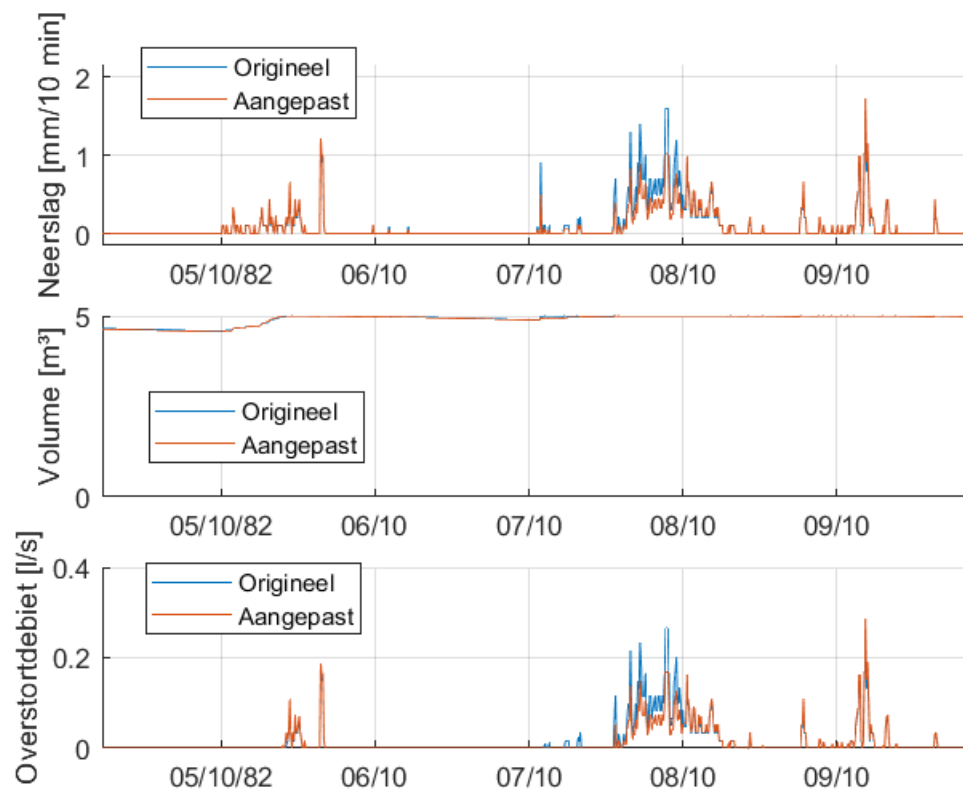 Neerslag [mm/10 min]
2
1
0
Origineel
Aangepast
05/10/82 06/10 07/10 08/10 09/10
Volume [m³]
5
0
Origineel
Aangepast
05/10/82 06/10 07/10 08/10 09/10
Overstortdebiet [l/s]
0.4
0.2
0
Origineel
Aangepast
05/10/82 06/10 07/10 08/10 09/10